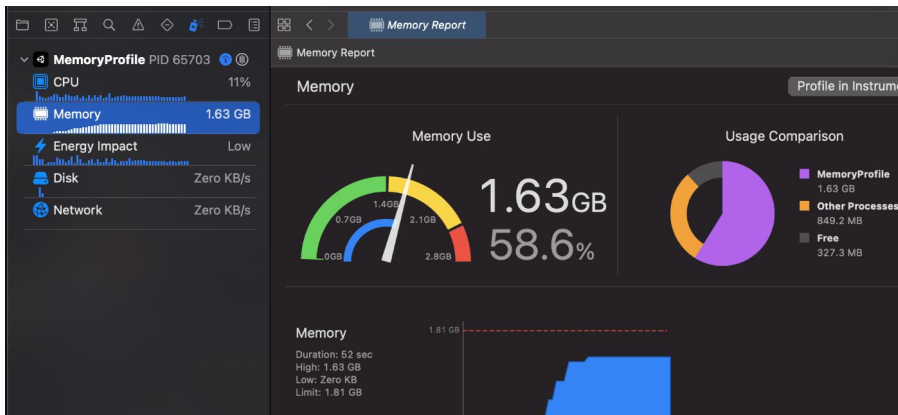 Memory Report
MemoryProfile PID 65703
CPU 11%
Memory 1.63 GB
Energy Impact Low
Disk Zero KB/s
Network Zero KB/s
Memory Report
Memory
Profile in Instrume
Memory Use
0GB
0.7GB
1.4GB
2.1GB
2.8GB
1.63GB
58.6%
Usage Comparison
MemoryProfile
1.63 GB
Other Processes
849.2 MB
Free
327.3 MB
Memory
Duration: 52 sec
High: 1.63 GB
Low: Zero KB
Limit: 1.81 GB
1.81 GB